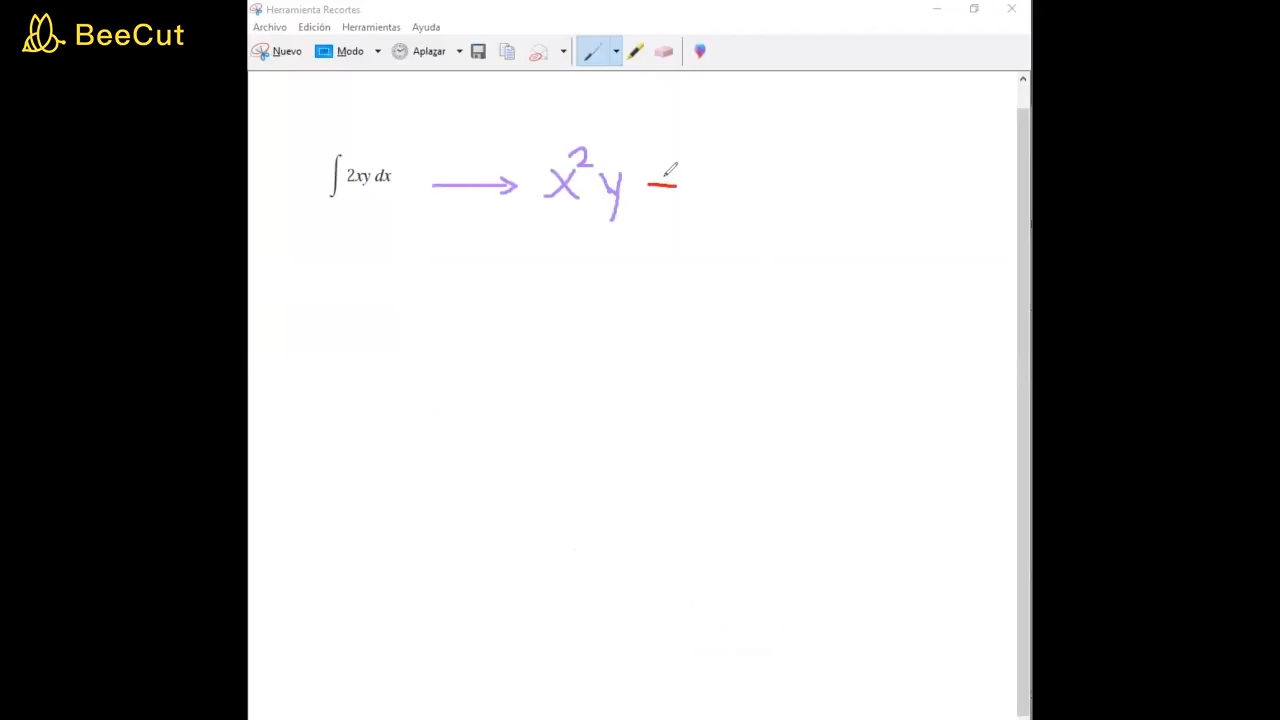 BeeCut
Herramienta Recortes
Archivo Edición Herramientas Ayuda
Nuevo Modo Aplazar
∫ 2xy dx → x²y −